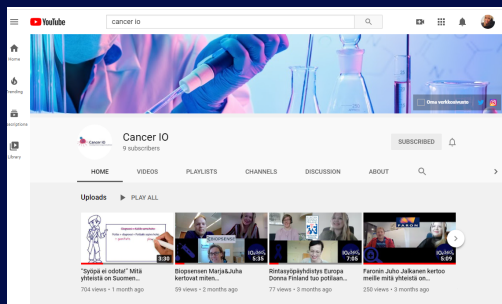 YouTube
cancer io
Home
Trending
Subscriptions
Library
Oma verkkosivusto
Cancer IO
Cancer IO
9 subscribers
SUBSCRIBED
HOME VIDEOS PLAYLISTS CHANNELS DISCUSSION ABOUT
Uploads PLAY ALL
3:30
BIOPSENSE
5:35
7:05
FARON
5:09
"Syöpä ei odotar" Mitä
yhteistä on Suomen...
704 views • 1 month ago
Biopsensen Marja&Juha
kertovat miten...
59 views • 2 months ago
Rintasyöpäyhdistys Europa
Donna Finland tuo potilaan...
77 views • 3 months ago
Faronin Juho Jalkanen kertoo
meille mitä yhteistä on...
250 views • 3 months ago